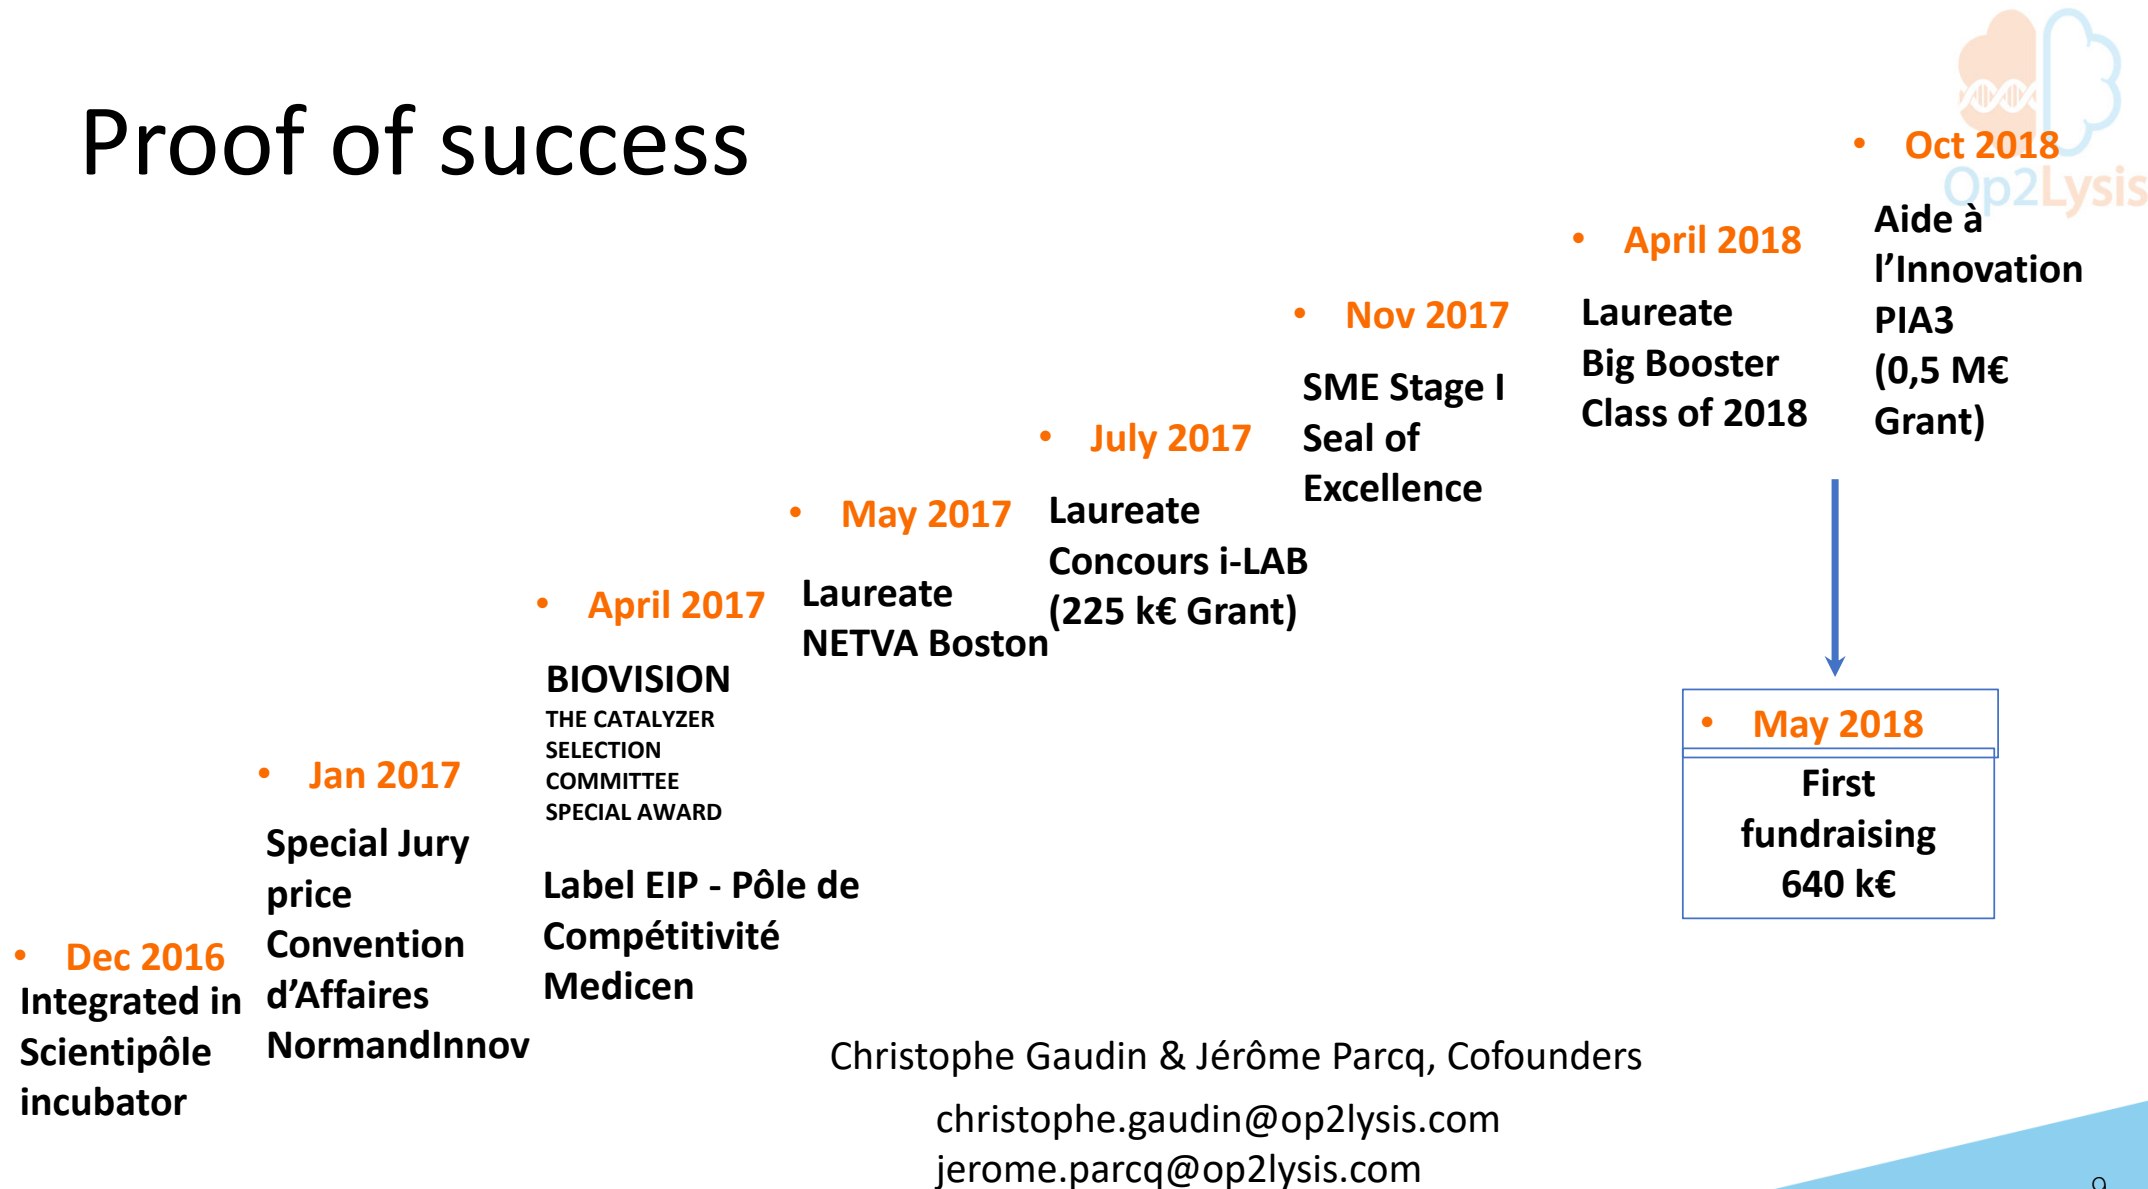 Proof of success
Op2Lysis
• Dec 2016
Integrated in
Scientipôle
incubator
• Jan 2017
Special Jury
price
Convention
d’Affaires
NormandInnov
• April 2017
BIOVISION
THE CATALYZER
SELECTION
COMMITTEE
SPECIAL AWARD
Label EIP - Pôle de
Compétitivité
Medicen
• May 2017
Laureate
NETVA Boston
• July 2017
Laureate
Concours i-LAB
(225 k€ Grant)
• Nov 2017
SME Stage I
Seal of
Excellence
• April 2018
Laureate
Big Booster
Class of 2018
• Oct 2018
Aide à
l’Innovation
PIA3
(0,5 M€
Grant)
• May 2018
First
fundraising
640 k€
Christophe Gaudin & Jérôme Parcq, Cofounders
christophe.gaudin@op2lysis.com
jerome.parcq@op2lysis.com